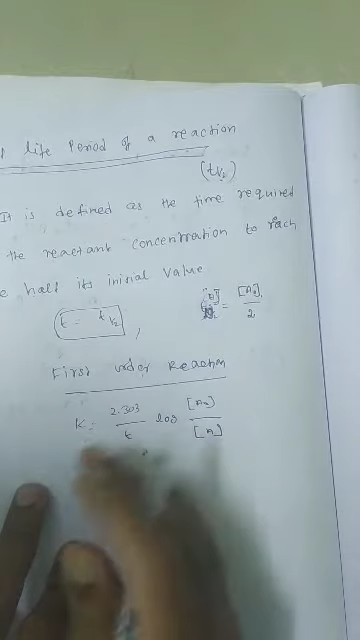 life Period of a reaction
(t1/2)
It is defined as the time required
the reactant concentration to reach
half its initial value.
t = t1/2 , [A] = [A0] / 2
First order Reaction
K = 2.303 / t log [A0] / [A]